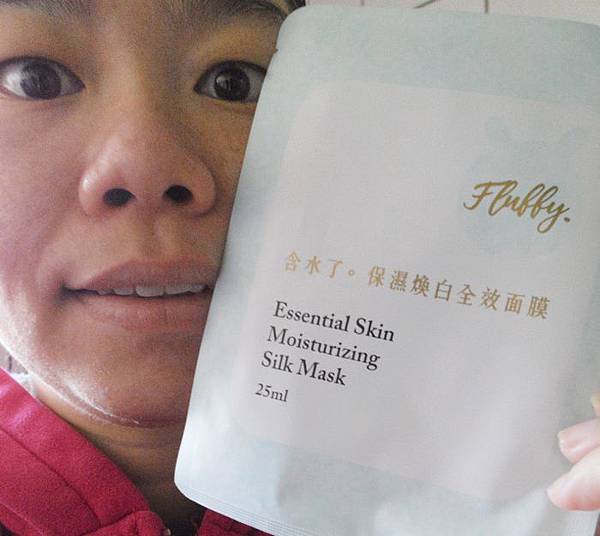 Fluffy.
含水了。保濕煥白全效面膜
Essential Skin
Moisturizing
Silk Mask
25ml